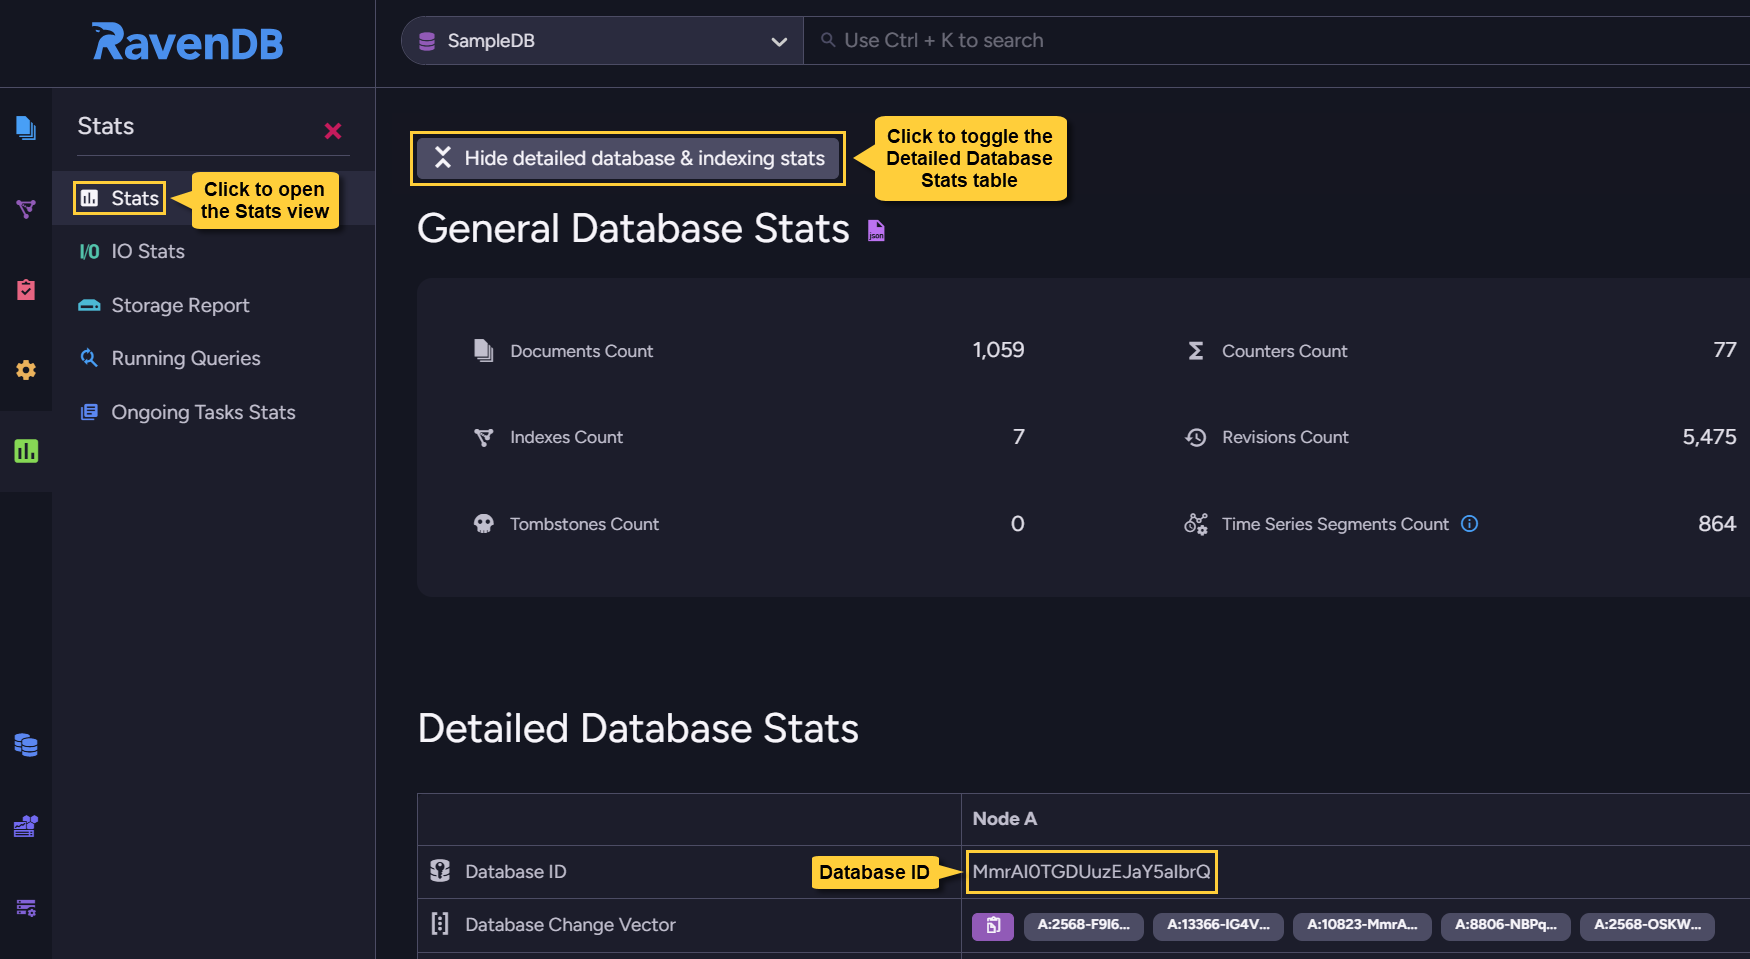 RavenDB
SampleDB
Use Ctrl + K to search
Stats
Hide detailed database & indexing stats
Click to toggle the
Detailed Database
Stats table
Stats
Click to open
the Stats view
IO Stats
Storage Report
Running Queries
Ongoing Tasks Stats
General Database Stats
json
Documents Count 1,059
Counters Count 77
Indexes Count 7
Revisions Count 5,475
Tombstones Count 0
Time Series Segments Count 864
Detailed Database Stats
Node A
Database ID
Database ID
MmrAI0TGDUuzEJaY5albrQ
Database Change Vector
A:2568-F9I6... A:13366-IG4V... A:10823-MmrA... A:8806-NBPq... A:2568-OSKW...